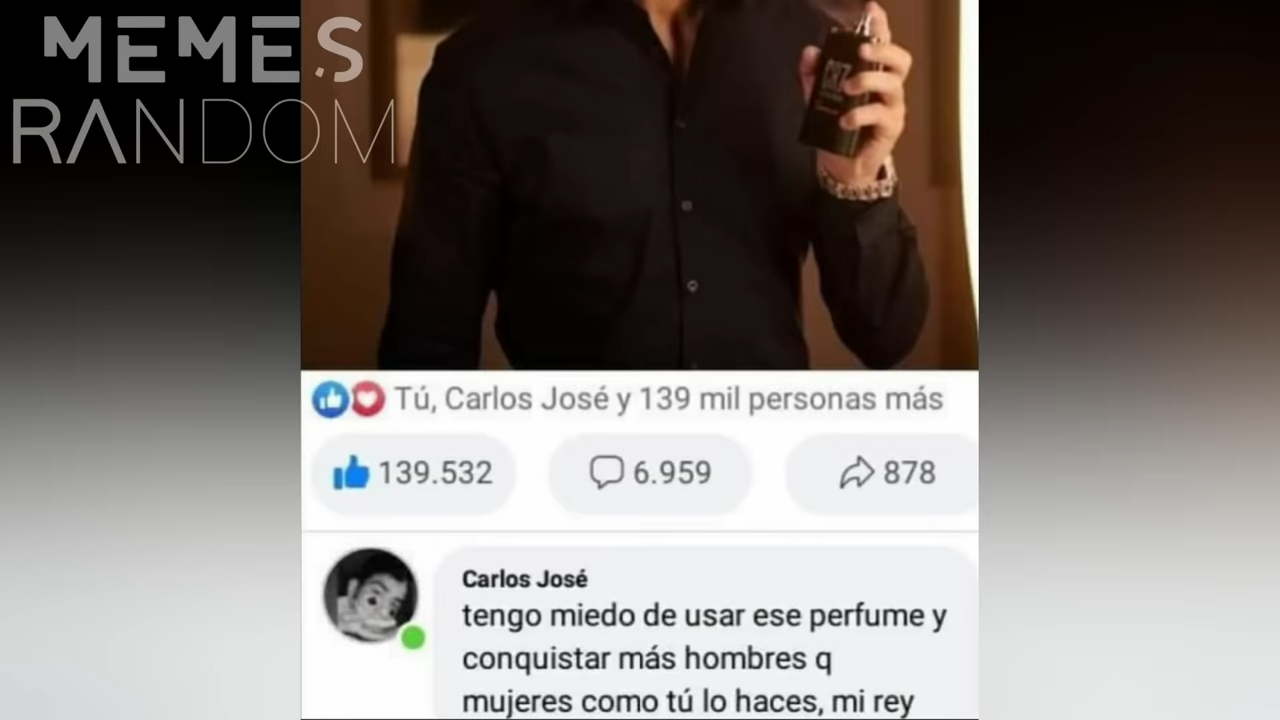 MEMES
RANDOM
CR7
Tú, Carlos José y 139 mil personas más
139.532
6.959
878
Carlos José
tengo miedo de usar ese perfume y
conquistar más hombres q
mujeres como tú lo haces, mi rey